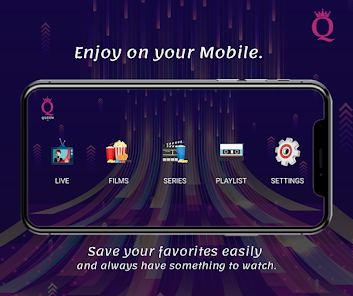 Q
Enjoy on your Mobile.
Q
QUEEN
LIVE
FILMS
SERIES
PLAYLIST
SETTINGS
Save your favorites easily
and always have something to watch.